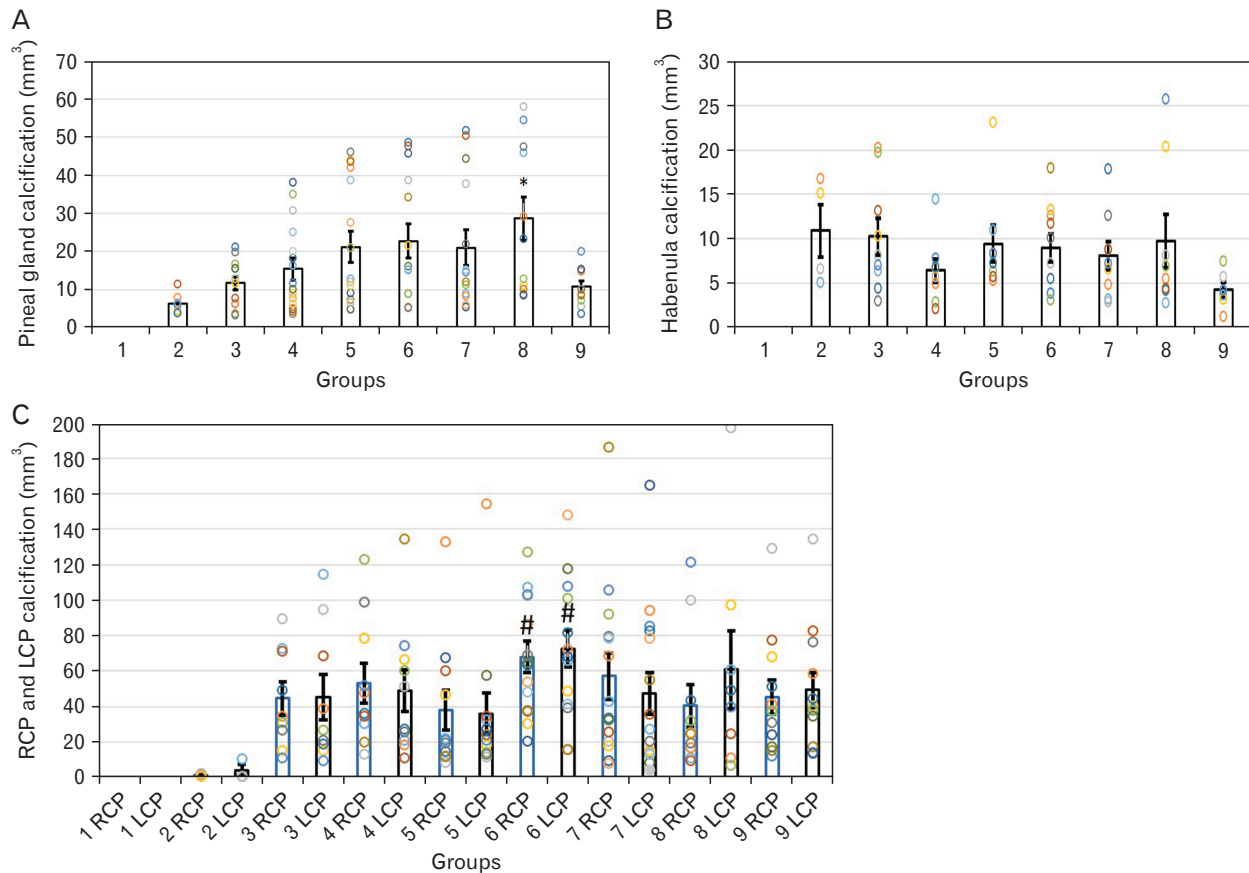 A
Pineal gland calcification (mm³)
70
60
50
40
30
20
10
0
*
1 2 3 4 5 6 7 8 9
Groups
B
Habenula calcification (mm³)
30
25
20
15
10
5
0
1 2 3 4 5 6 7 8 9
Groups
C
RCP and LCP calcification (mm³)
200
180
160
140
120
100
80
60
40
20
0
# #
1 RCP
1 LCP
2 RCP
2 LCP
3 RCP
3 LCP
4 RCP
4 LCP
5 RCP
5 LCP
6 RCP
6 LCP
7 RCP
7 LCP
8 RCP
8 LCP
9 RCP
9 LCP
Groups